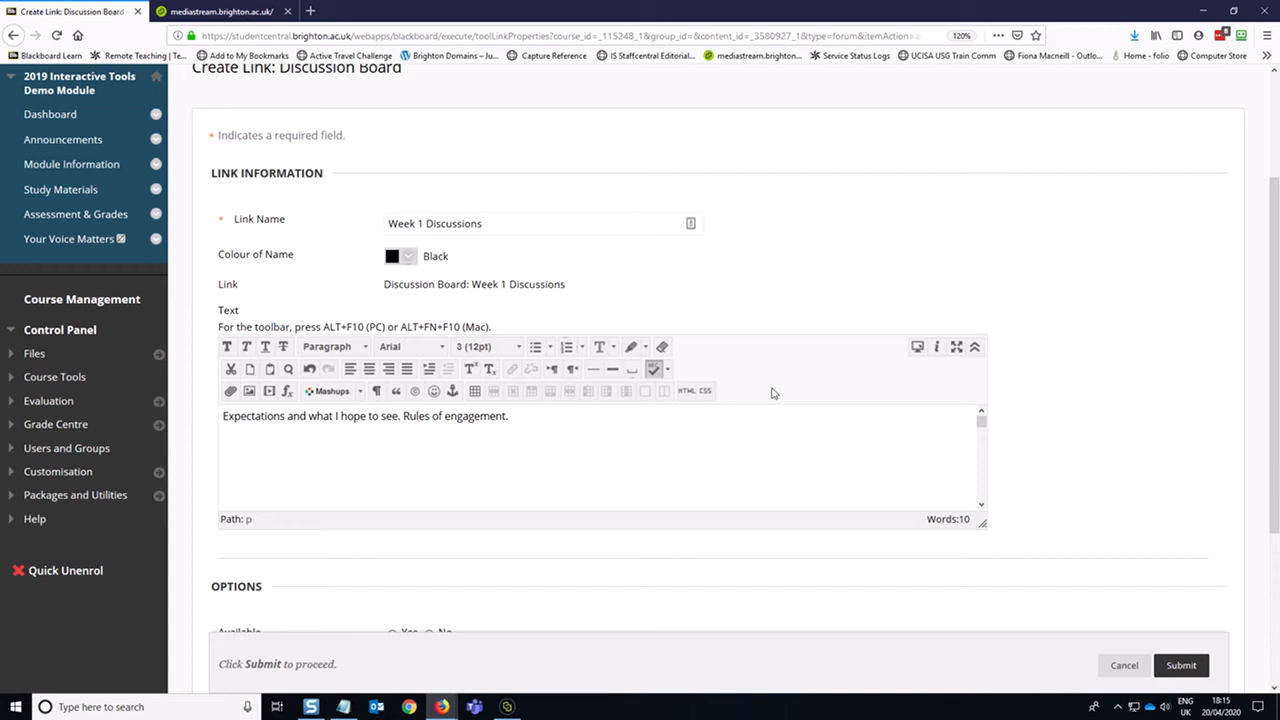 Create Link: Discussion Board -
mediastream.brighton.ac.uk/
https://studentcentral.brighton.ac.uk/webapps/blackboard/execute/toolLinkProperties?course_id=_115248_1&group_id=&content_id=_3580927_1&type=forum&itemAction=
120%
Blackboard Learn
Remote Teaching | Te...
Add to My Bookmarks
Active Travel Challenge
Brighton Domains – Ju...
Capture Reference
IS Staffcentral Editorial...
mediastream.brighton...
Service Status Logs
UCISA USG Train Comm
Fiona Macneill - Outlo...
Home - folio
Computer Store
2019 Interactive Tools
Demo Module
Dashboard
Announcements
Module Information
Study Materials
Assessment & Grades
Your Voice Matters
Course Management
Control Panel
Files
Course Tools
Evaluation
Grade Centre
Users and Groups
Customisation
Packages and Utilities
Help
Quick Unenrol
Create Link: Discussion Board
* Indicates a required field.
LINK INFORMATION
* Link Name
Week 1 Discussions
Colour of Name
Black
Link
Discussion Board: Week 1 Discussions
Text
For the toolbar, press ALT+F10 (PC) or ALT+FN+F10 (Mac).
T T T T Paragraph Arial 3 (12pt)
Mashups
HTML CSS
Expectations and what I hope to see. Rules of engagement.
Path: p
Words:10
OPTIONS
Available
Yes No
Click Submit to proceed.
Cancel
Submit
Type here to search
ENG
UK
18:15
20/04/2020